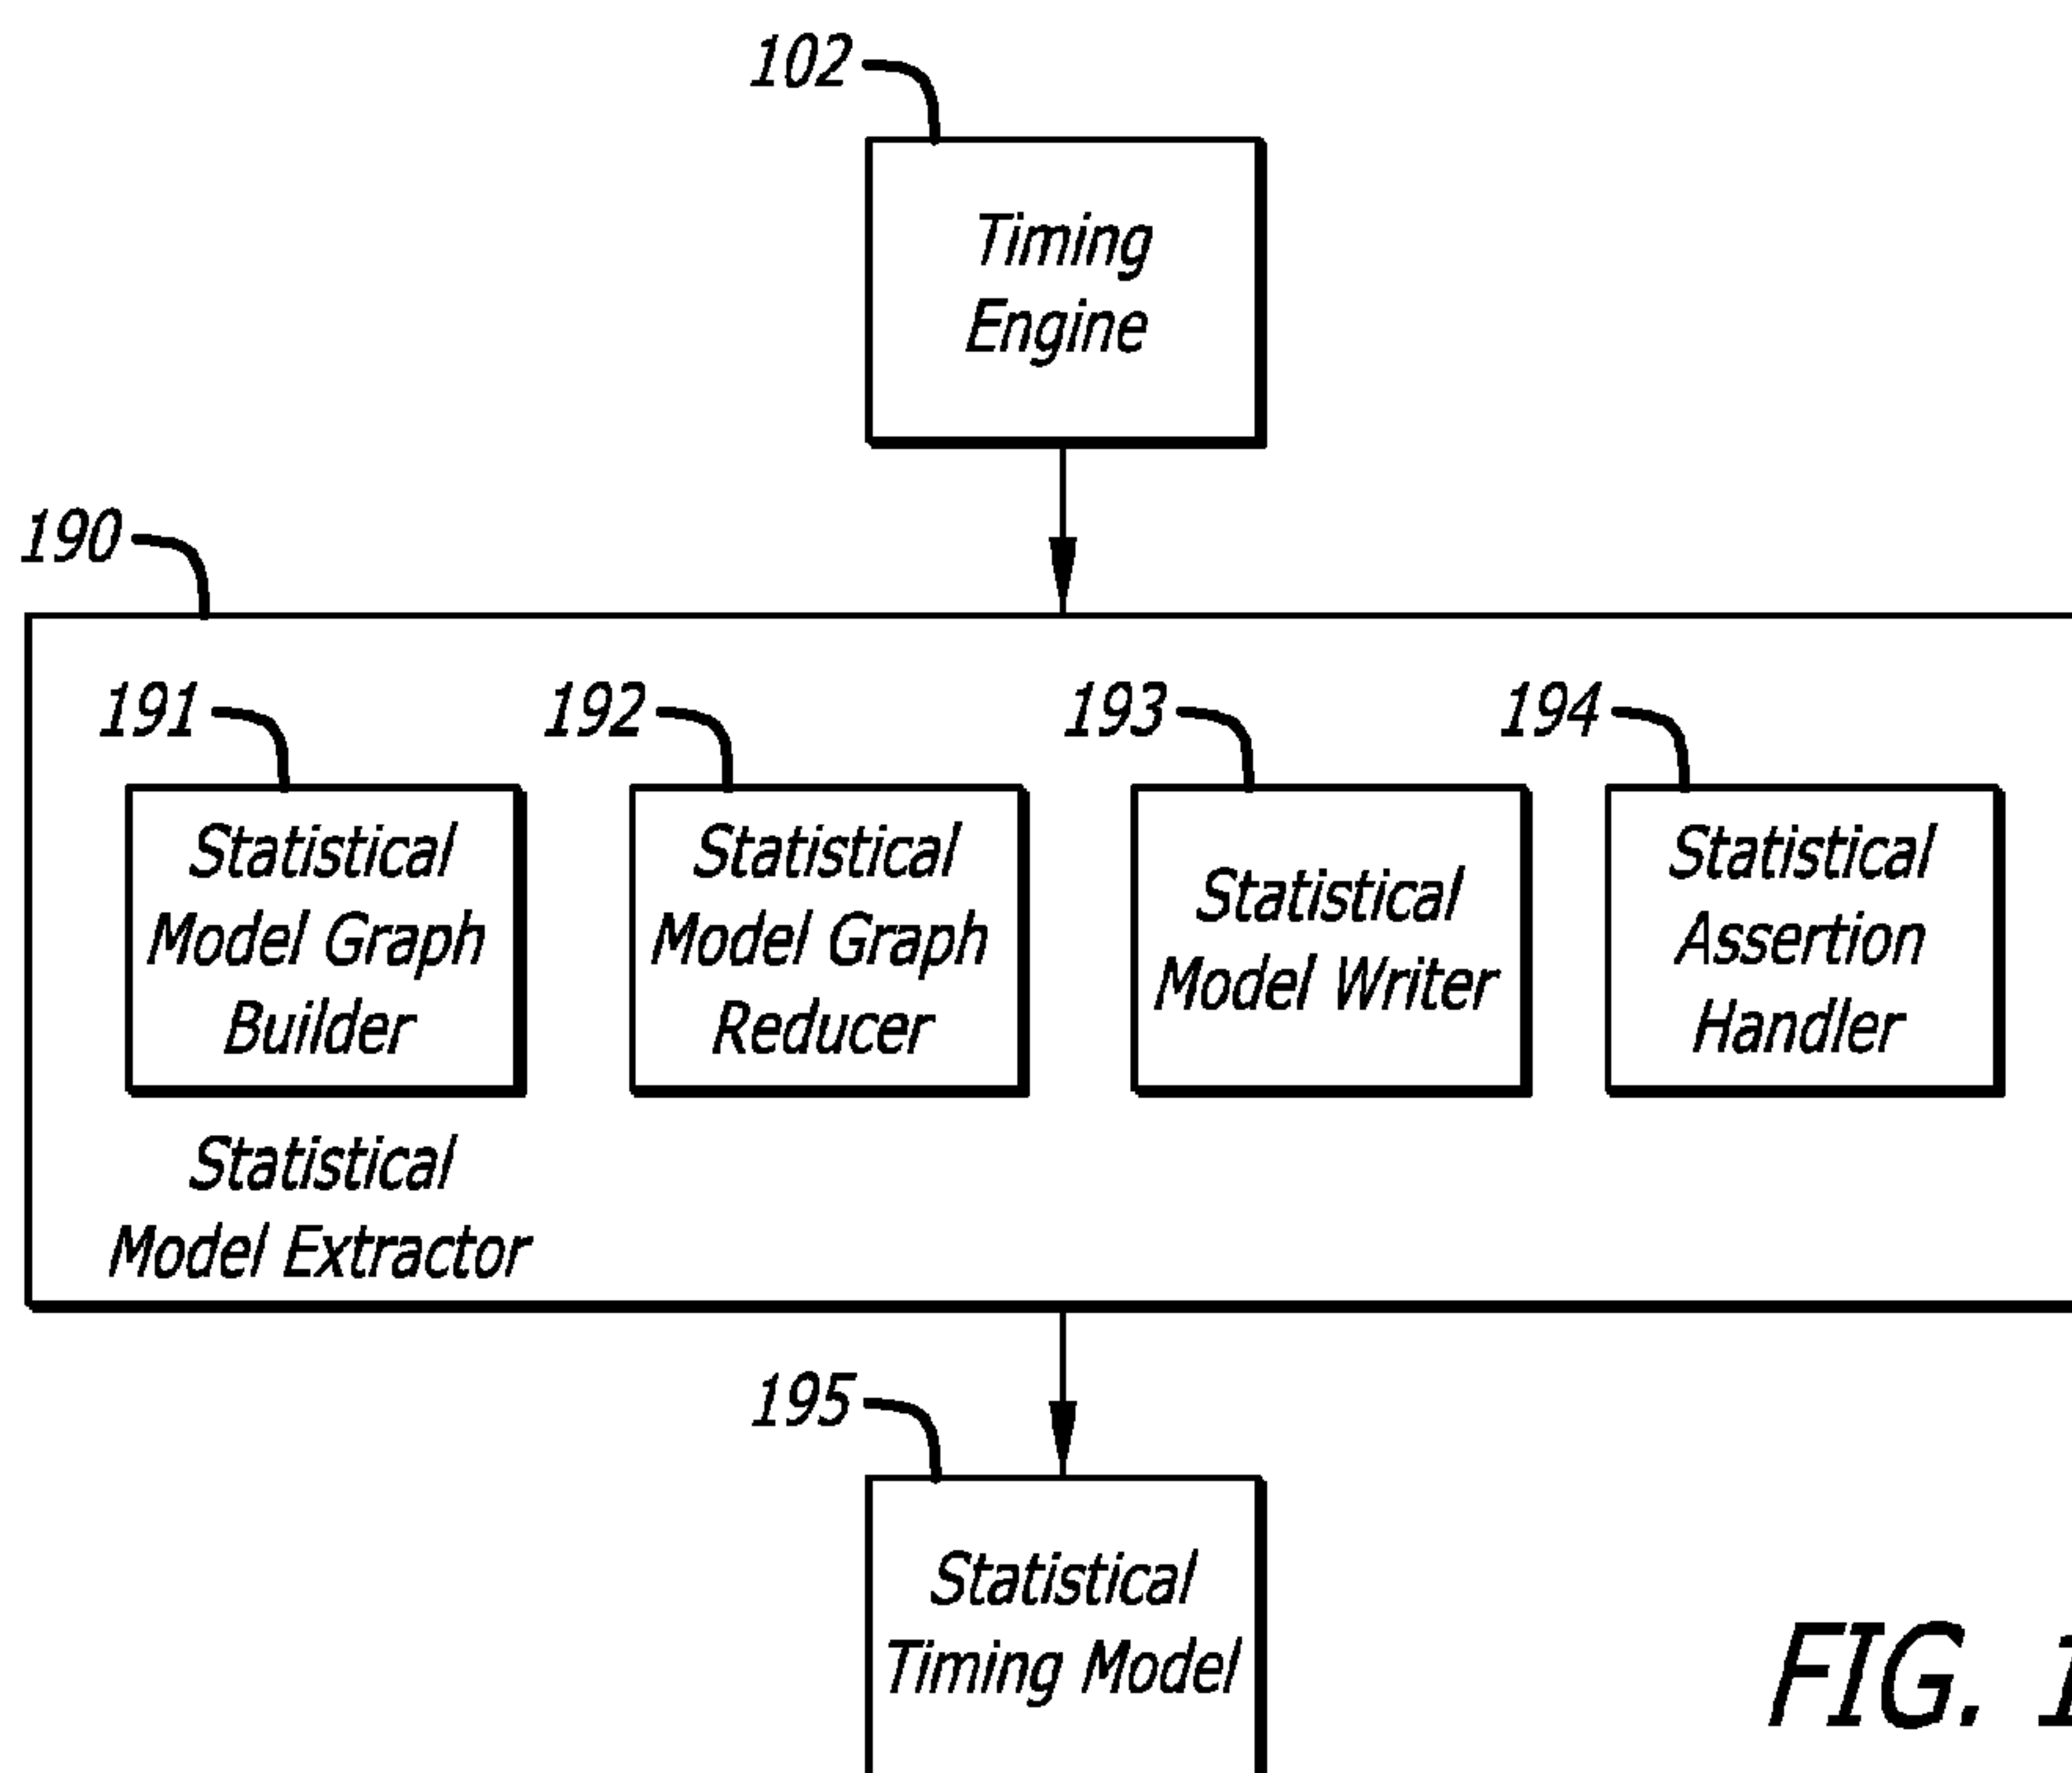 102
Timing
Engine
190
191
192
193
194
Statistical
Model Graph
Builder
Statistical
Model Graph
Reducer
Statistical
Model Writer
Statistical
Assertion
Handler
Statistical
Model Extractor
195
Statistical
Timing Model
FIG.